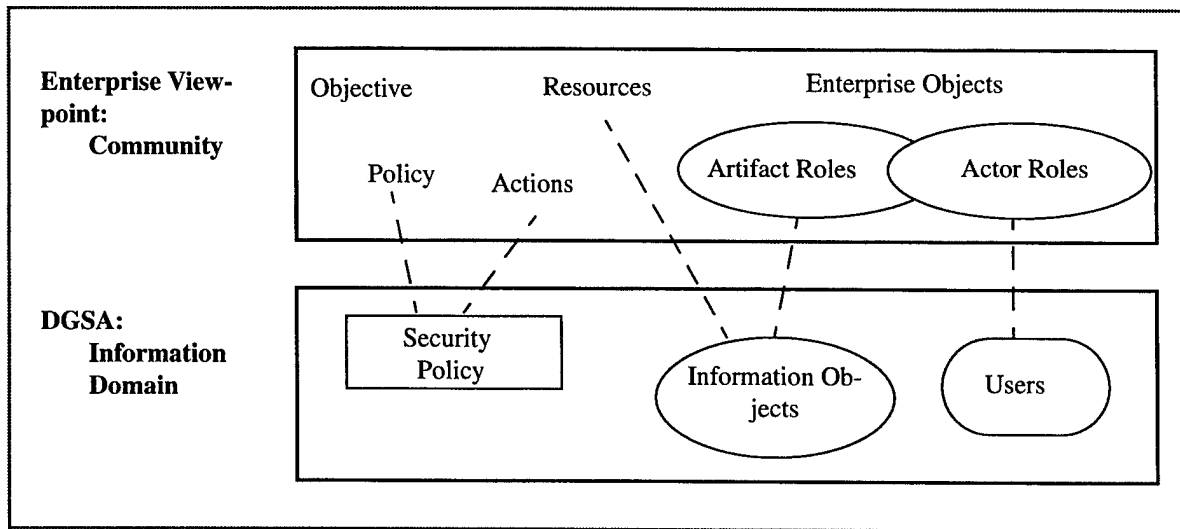 Enterprise View-
point:
Community
Objective
Resources
Enterprise Objects
Artifact Roles
Actor Roles
Policy
Actions
DGSA:
Information
Domain
Security
Policy
Information Ob-
jects
Users